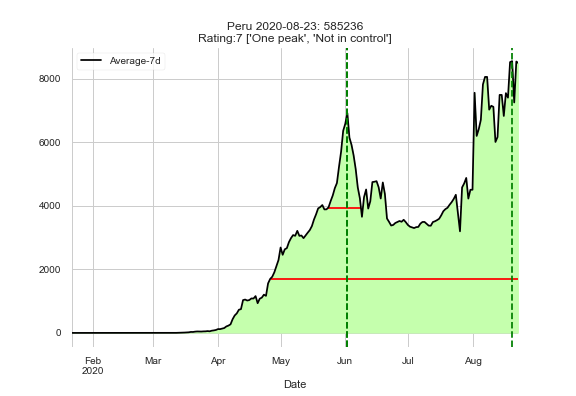 Peru 2020-08-23: 585236
Rating:7 ['One peak', 'Not in control']
Average-7d
8000
6000
4000
2000
0
Feb Mar Apr May Jun Jul Aug
2020
Date